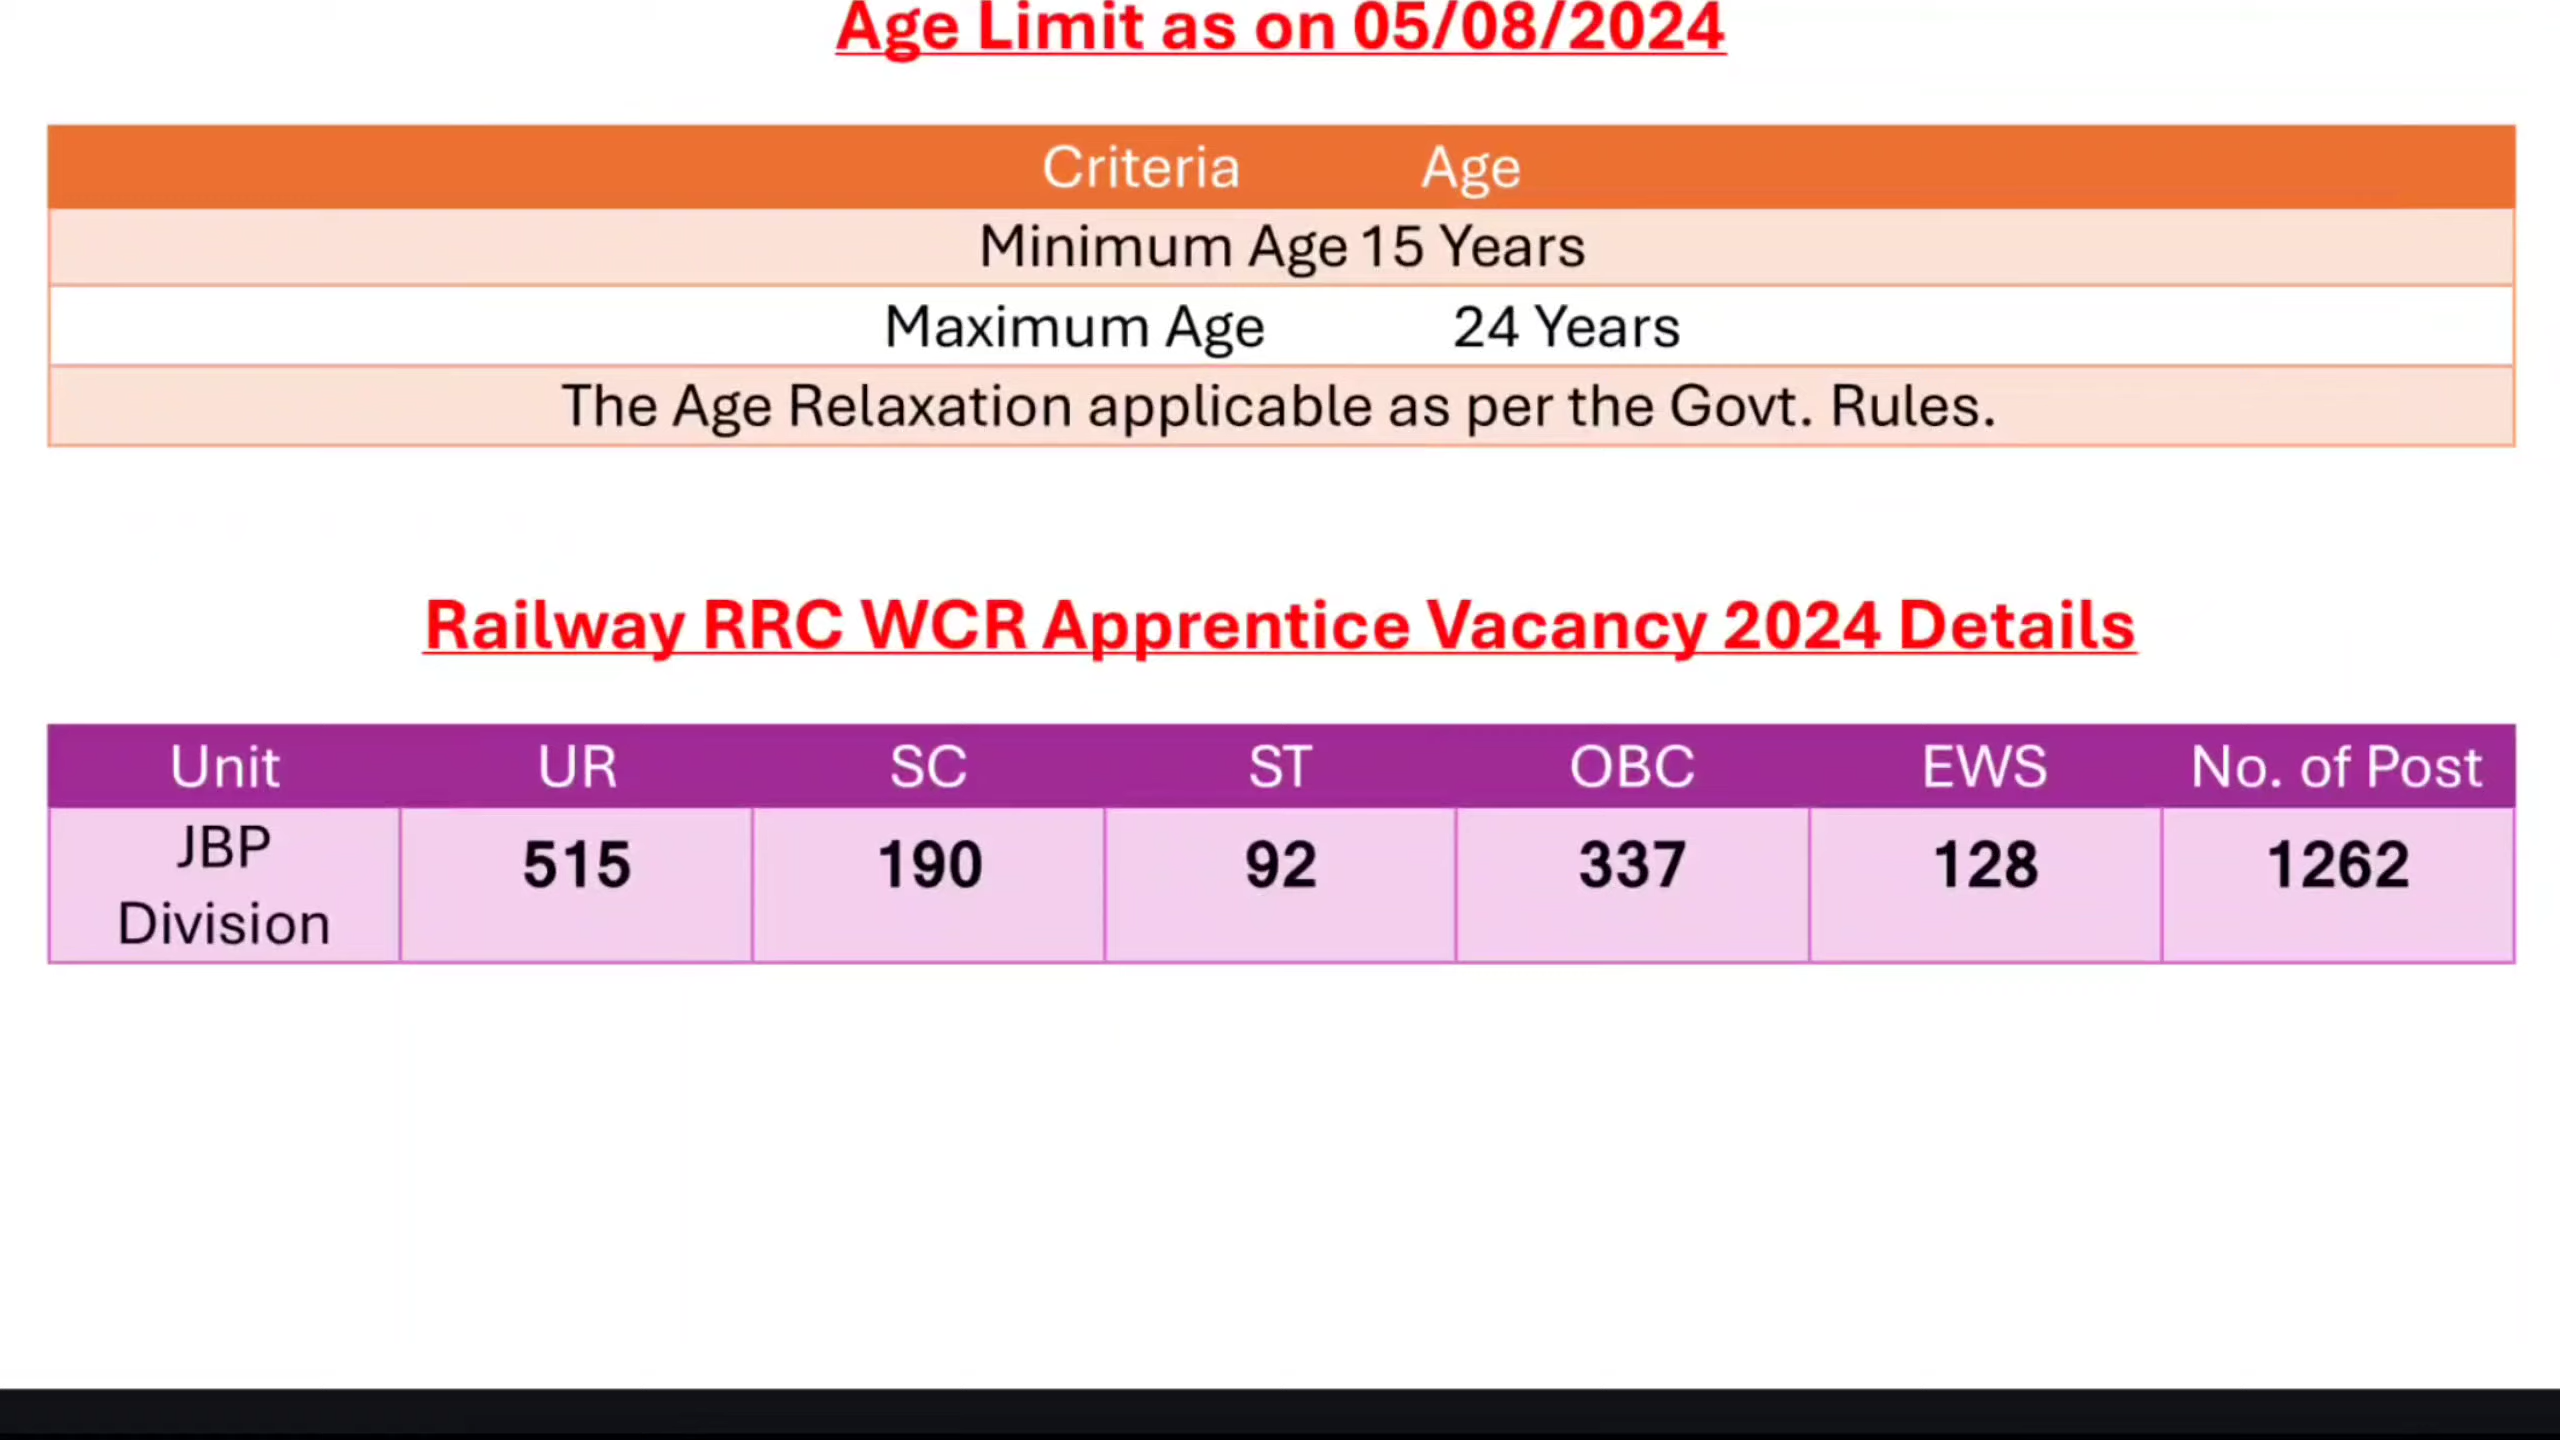 Age Limit as on 05/08/2024
Criteria Age
Minimum Age 15 Years
Maximum Age 24 Years
The Age Relaxation applicable as per the Govt. Rules.
Railway RRC WCR Apprentice Vacancy 2024 Details
Unit UR SC ST OBC EWS No. of Post
JBP Division 515 190 92 337 128 1262